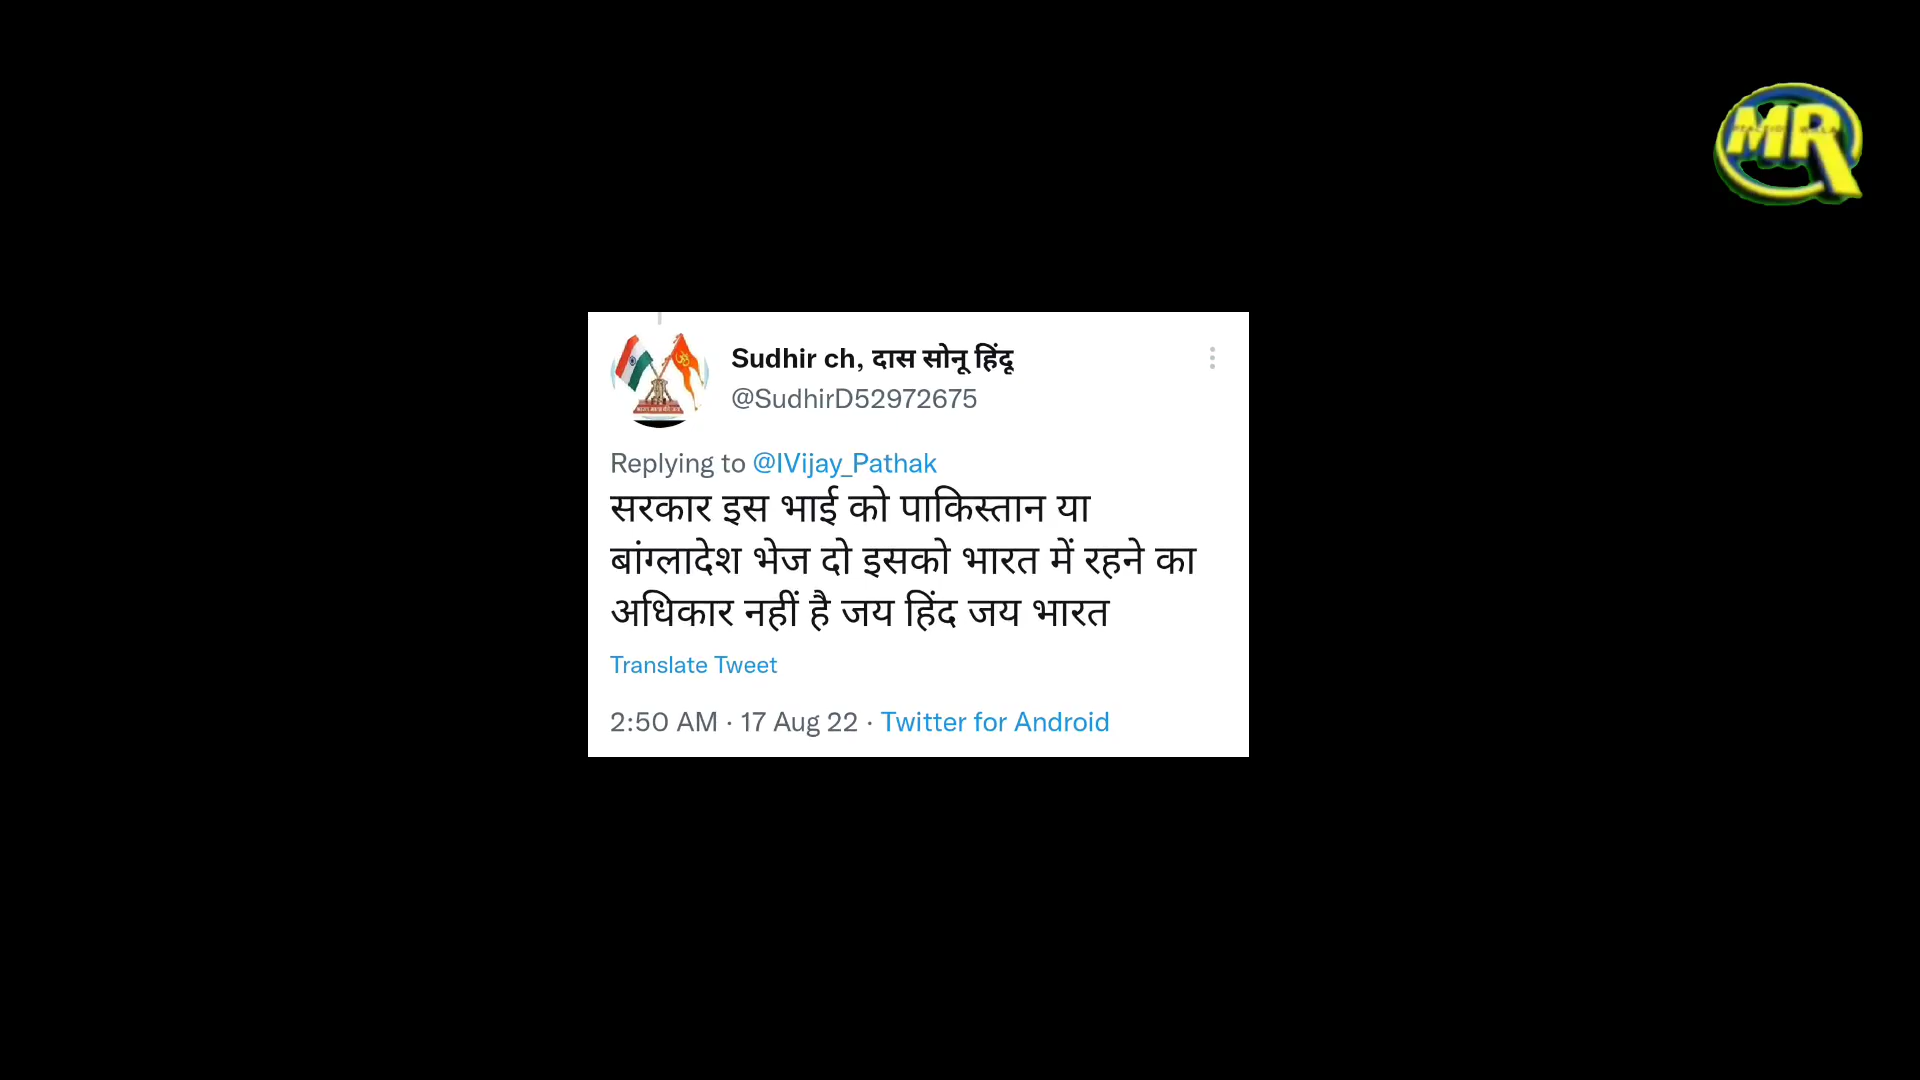 MR
Sudhir ch, दास सोनू हिंदू
@SudhirD52972675
Replying to @IVijay_Pathak
सरकार इस भाई को पाकिस्तान या
बांग्लादेश भेज दो इसको भारत में रहने का
अधिकार नहीं है जय हिंद जय भारत
Translate Tweet
2:50 AM · 17 Aug 22 · Twitter for Android